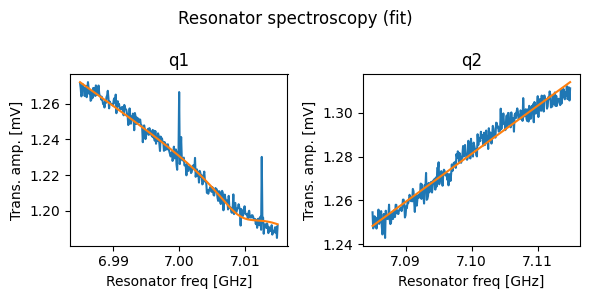 Resonator spectroscopy (fit)
q1
q2
Trans. amp. [mV]
1.26
1.24
1.22
1.20
6.99
7.00
7.01
Resonator freq [GHz]
Trans. amp. [mV]
1.30
1.28
1.26
1.24
7.09
7.10
7.11
Resonator freq [GHz]